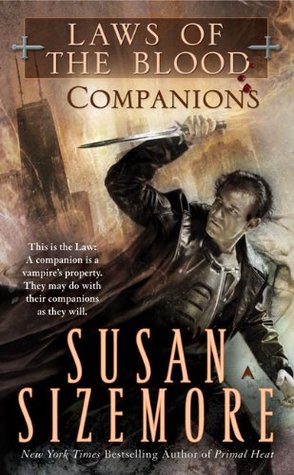 LAWS OF
THE BLOOD
COMPANIONS
This is the Law:
A companion is a
vampire's property.
They may do with
their companions
as they will.
SUSAN
SIZEMORE
New York Times Bestselling Author of Primal Heat